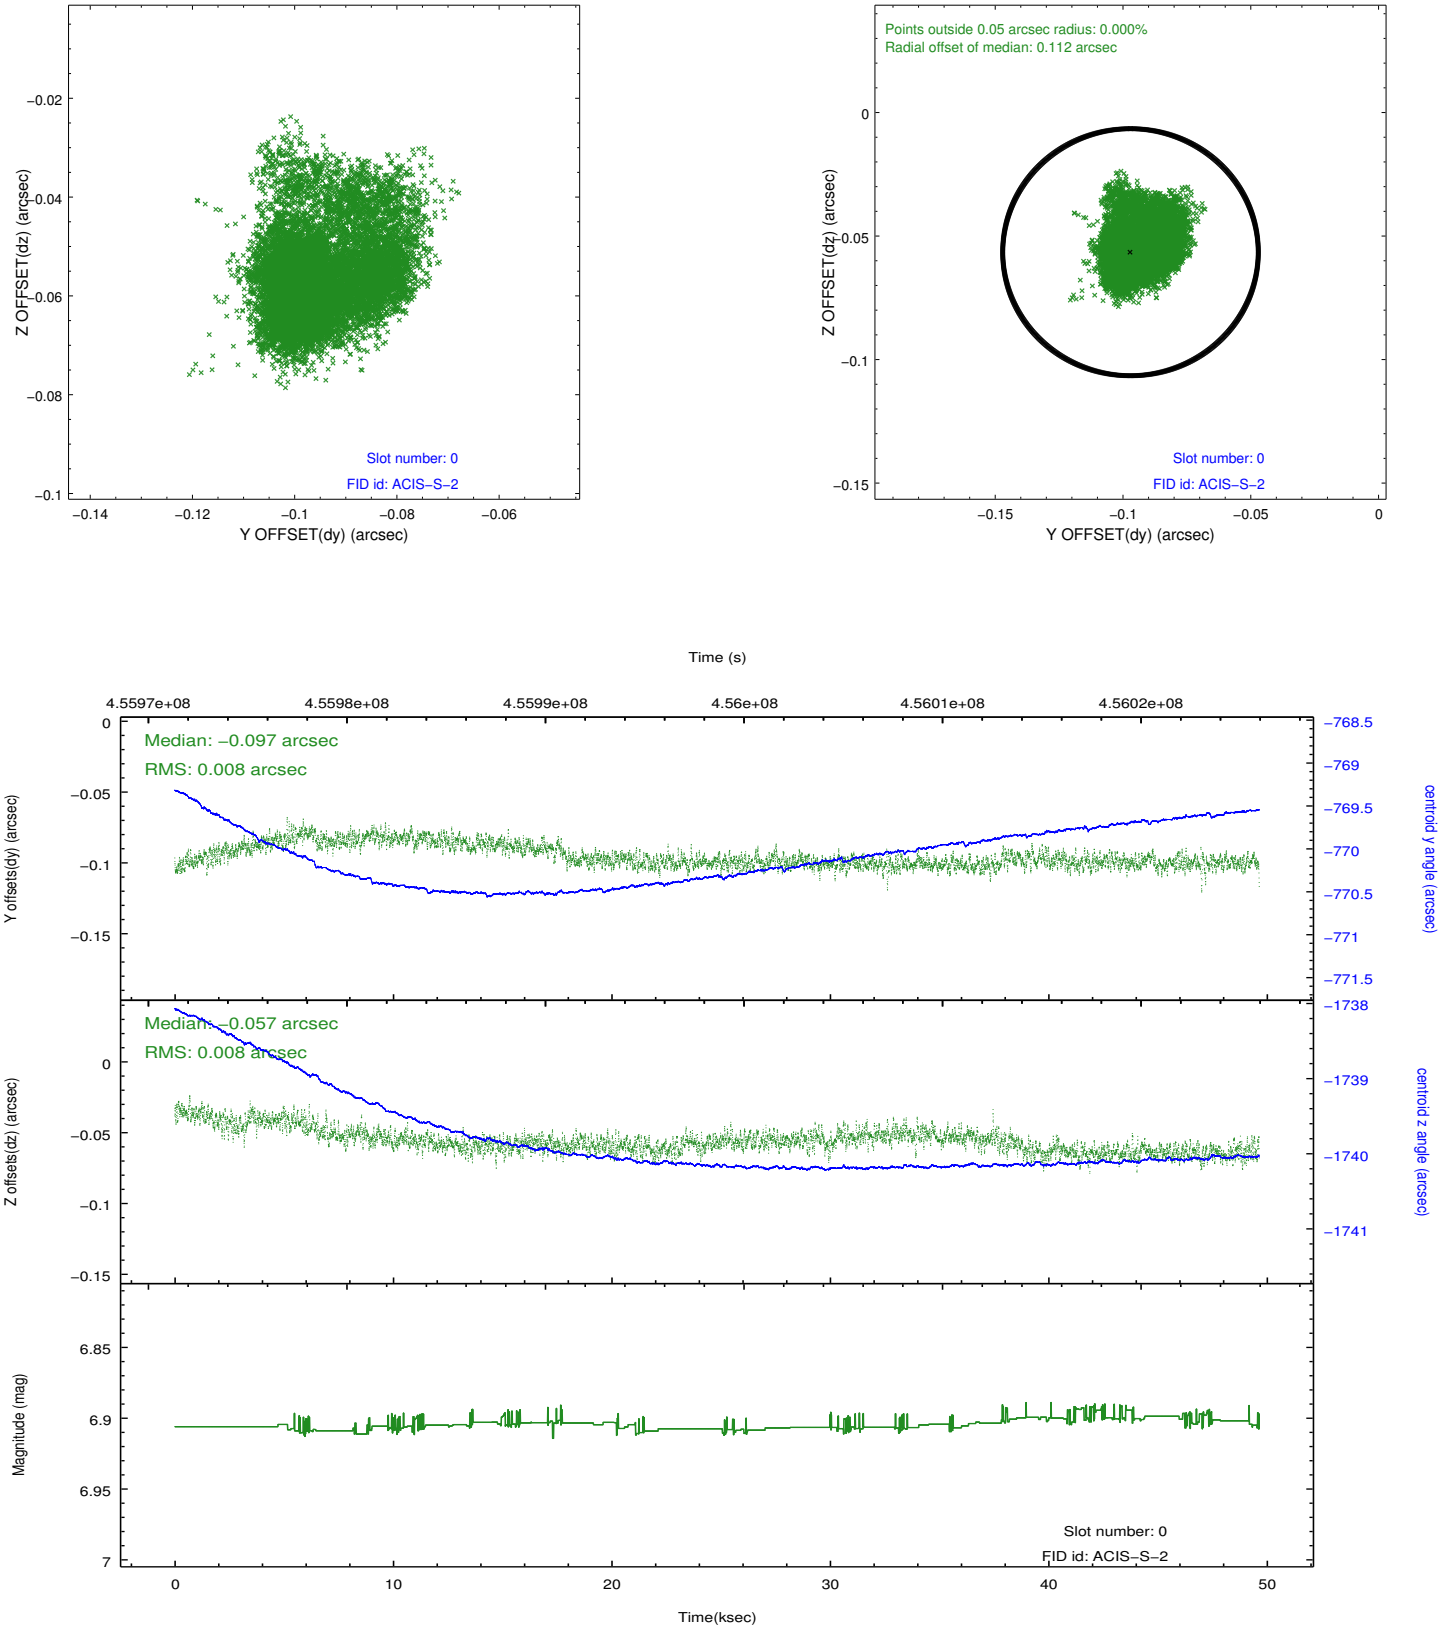 −0.02
−0.04
−0.06
−0.08
−0.1
Z OFFSET(dz) (arcsec)
Slot number: 0
FID id: ACIS−S−2
−0.14
−0.12
−0.1
−0.08
−0.06
Y OFFSET(dy) (arcsec)
Points outside 0.05 arcsec radius: 0.000%
Radial offset of median: 0.112 arcsec
0
−0.05
−0.1
−0.15
Z OFFSET(dz) (arcsec)
Slot number: 0
FID id: ACIS−S−2
−0.15
−0.1
−0.05
0
Y OFFSET(dy) (arcsec)
Time (s)
4.5597e+08
4.5598e+08
4.5599e+08
4.56e+08
4.5601e+08
4.5602e+08
Median: −0.097 arcsec
RMS: 0.008 arcsec
0
−0.05
−0.1
−0.15
Y offsets(dy) (arcsec)
−768.5
−769
−769.5
−770
−770.5
−771
−771.5
centroid y angle (arcsec)
Median: −0.057 arcsec
RMS: 0.008 arcsec
0
−0.05
−0.1
−0.15
Z offsets(dz) (arcsec)
−1738
−1739
−1740
−1741
centroid z angle (arcsec)
6.85
6.9
6.95
7
Magnitude (mag)
Slot number: 0
FID id: ACIS−S−2
0
10
20
30
40
50
Time(ksec)